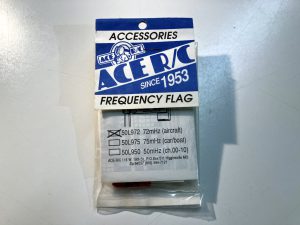 ACCESSORIES
ACE R/C
SINCE 1953
FREQUENCY FLAG
50L972 72mHz (aircraft)
50L975 75mHz (car/boat)
50L950 50mHz (ch.00-10)